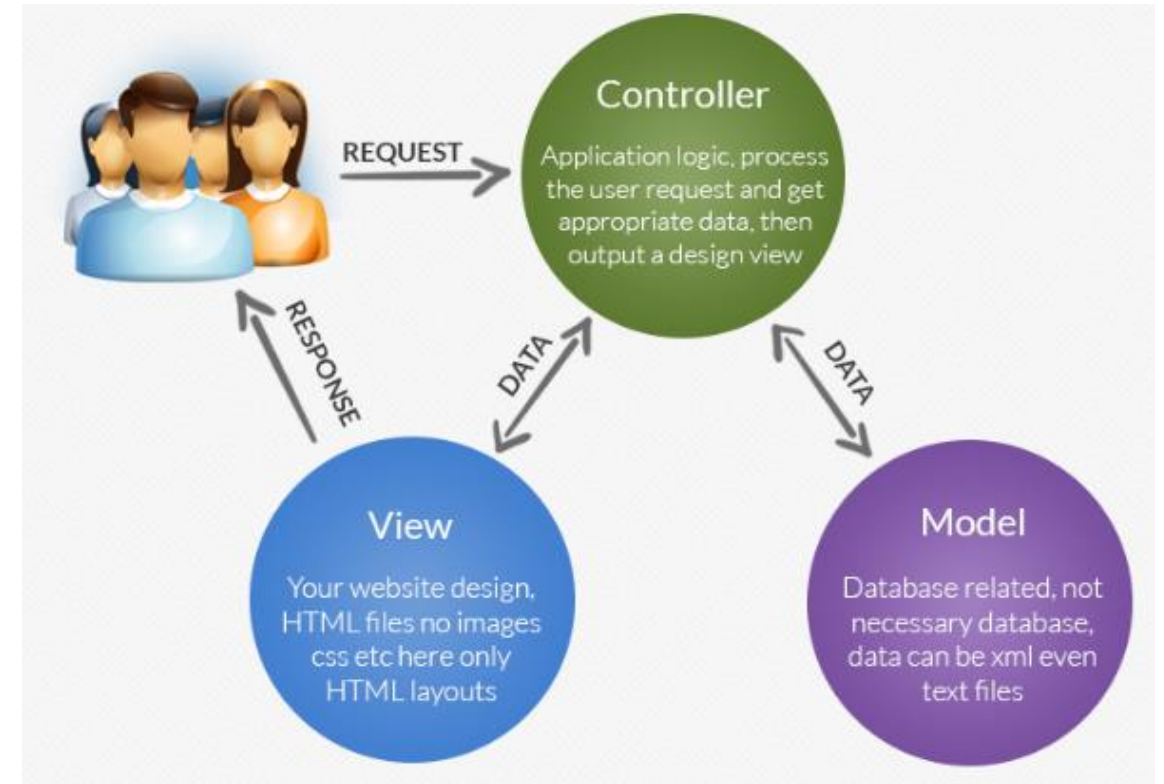 REQUEST
Controller
Application logic, process
the user request and get
appropriate data, then
output a design view
RESPONSE
DATA
DATA
View
Your website design,
HTML files no images
css etc here only
HTML layouts
Model
Database related, not
necessary database,
data can be xml even
text files